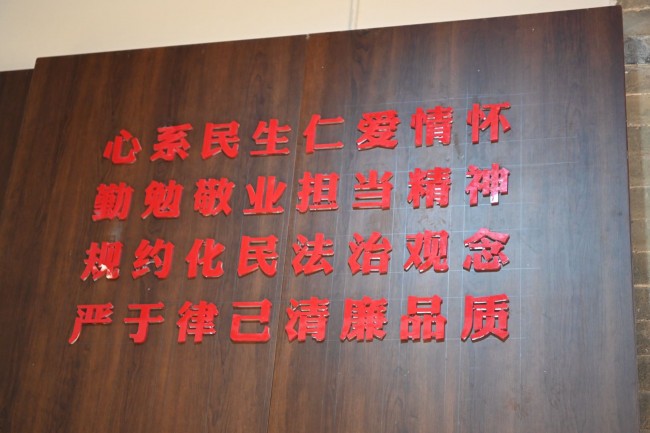 心系民生仁爱情怀
勤勉敬业担当精神
规约化民法治观念
严于律己清廉品质